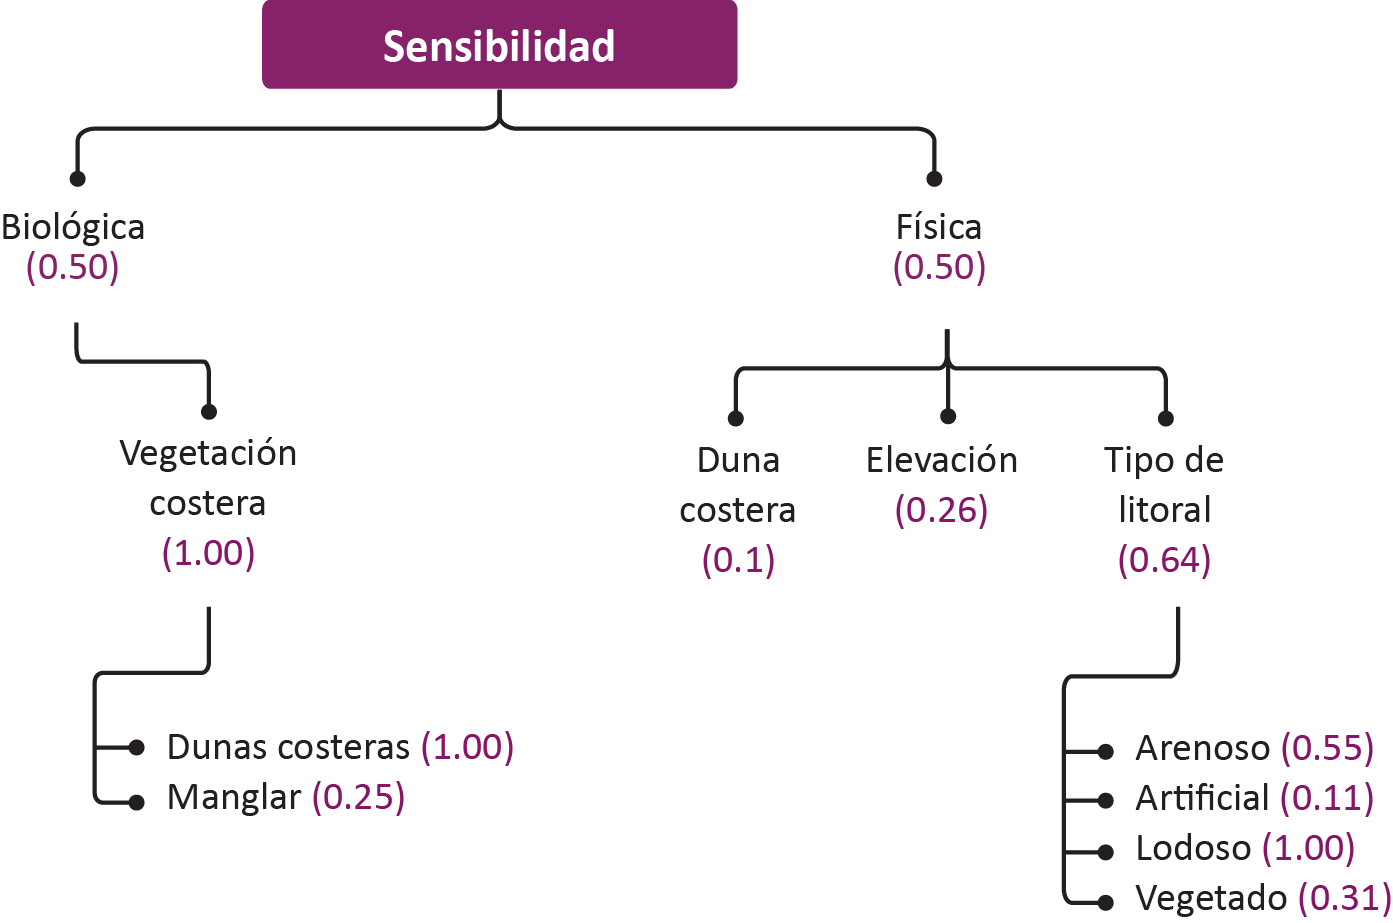 Sensibilidad
Biológica
(0.50)
Física
(0.50)
Vegetación
costera
(1.00)
Duna
costera
(0.1)
Elevación
(0.26)
Tipo de
litoral
(0.64)
Dunas costeras (1.00)
Manglar (0.25)
Arenoso (0.55)
Artificial (0.11)
Lodoso (1.00)
Vegetado (0.31)